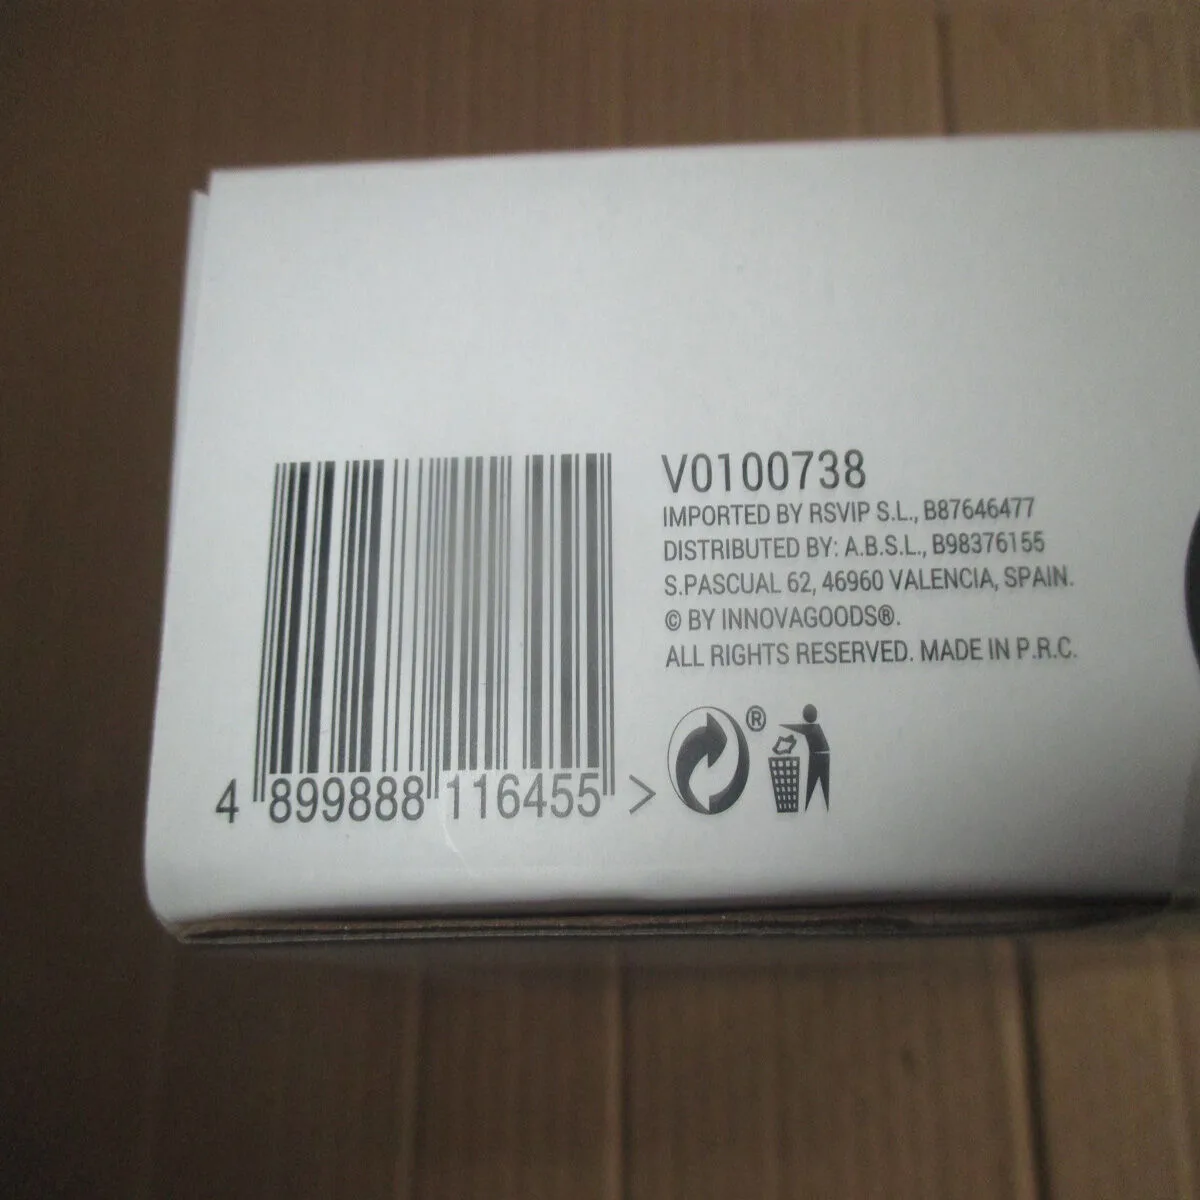 V0100738
IMPORTED BY RSVIP S.L., B87646477
DISTRIBUTED BY: A.B.S.L., B98376155
S.PASCUAL 62, 46960 VALENCIA, SPAIN.
© BY INNOVAGOODS®.
ALL RIGHTS RESERVED. MADE IN P.R.C.
®
4 899888 116455 >